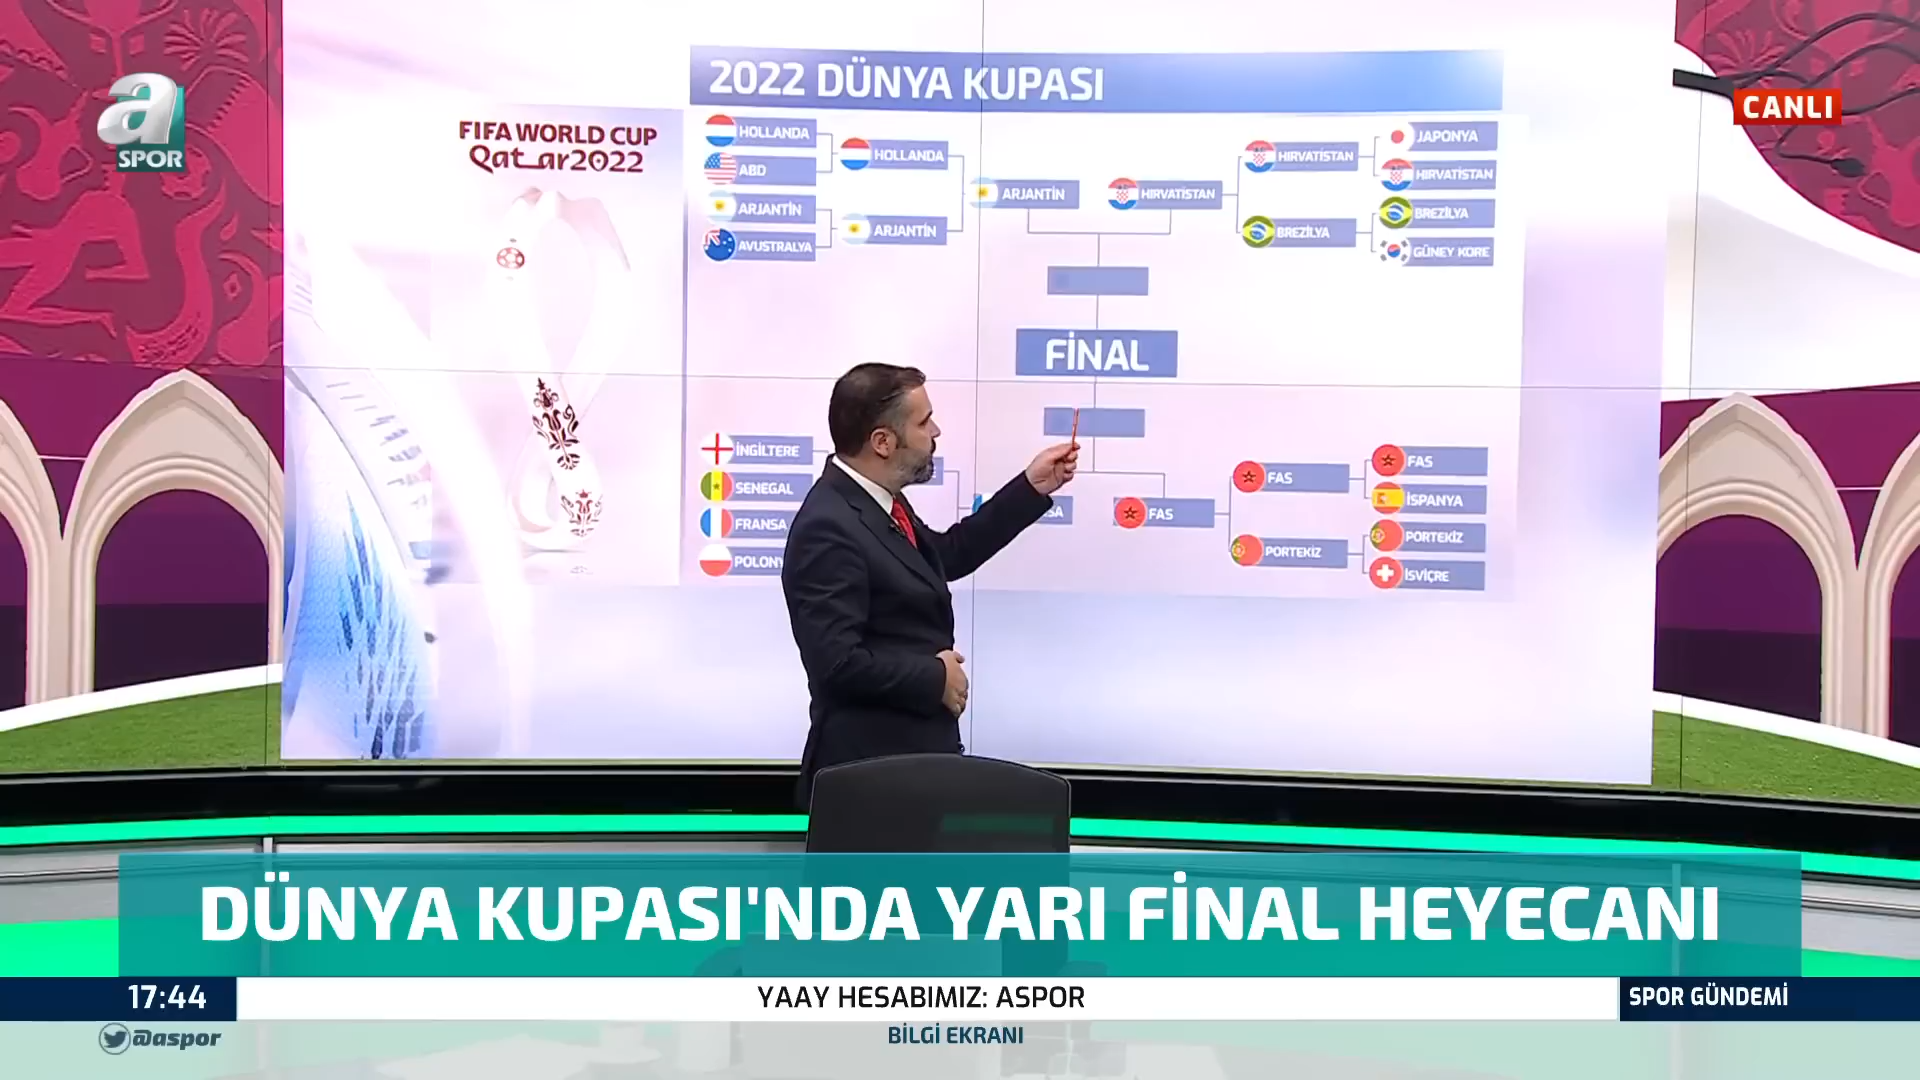 a
SPOR
CANLI
2022 DÜNYA KUPASI
FIFA WORLD CUP
Qatar2022
HOLLANDA
ABD
ARJANTİN
AVUSTRALYA
HOLLANDA
ARJANTİN
ARJANTİN
HIRVATİSTAN
HIRVATİSTAN
BREZİLYA
JAPONYA
HIRVATİSTAN
BREZİLYA
GÜNEY KORE
FİNAL
İNGİLTERE
SENEGAL
FRANSA
POLONY
SA
FAS
FAS
PORTEKİZ
FAS
İSPANYA
PORTEKİZ
İSVİÇRE
DÜNYA KUPASI'NDA YARI FİNAL HEYECANI
17:44
YAAY HESABIMIZ: ASPOR
SPOR GÜNDEMİ
@aspor
BİLGİ EKRANI